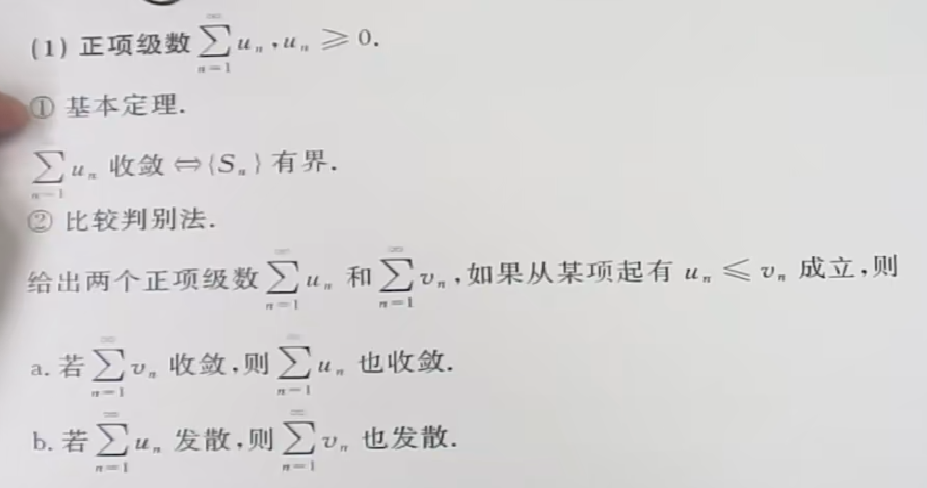 (1) 正项级数 $\sum_{n=1}^{\infty} u_n, u_n \geqslant 0.$
① 基本定理.
$\sum_{n=1} u_n$ 收敛 $\Leftrightarrow \{S_n\}$ 有界.
② 比较判别法.
给出两个正项级数 $\sum_{n=1}^{\infty} u_n$ 和 $\sum_{n=1}^{\infty} v_n$,如果从某项起有 $u_n \leqslant v_n$ 成立,则
a. 若 $\sum_{n=1}^{\infty} v_n$ 收敛,则 $\sum_{n=1}^{\infty} u_n$ 也收敛.
b. 若 $\sum_{n=1}^{\infty} u_n$ 发散,则 $\sum_{n=1}^{\infty} v_n$ 也发散.